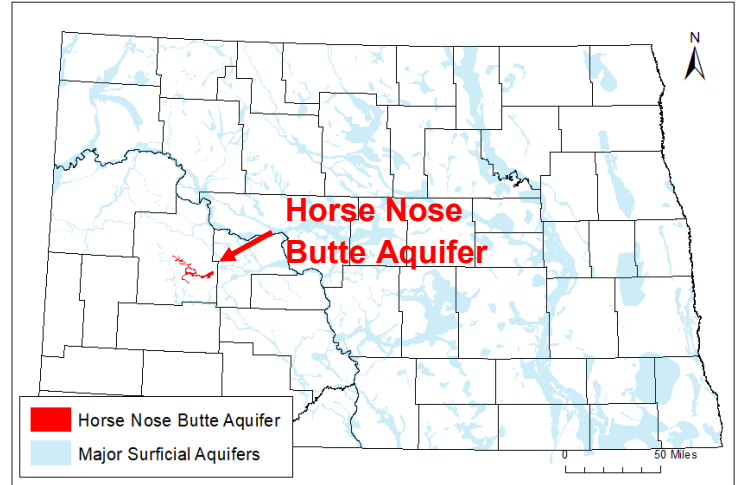 N
Horse Nose
Butte Aquifer
Horse Nose Butte Aquifer
Major Surficial Aquifers
0 50 Miles